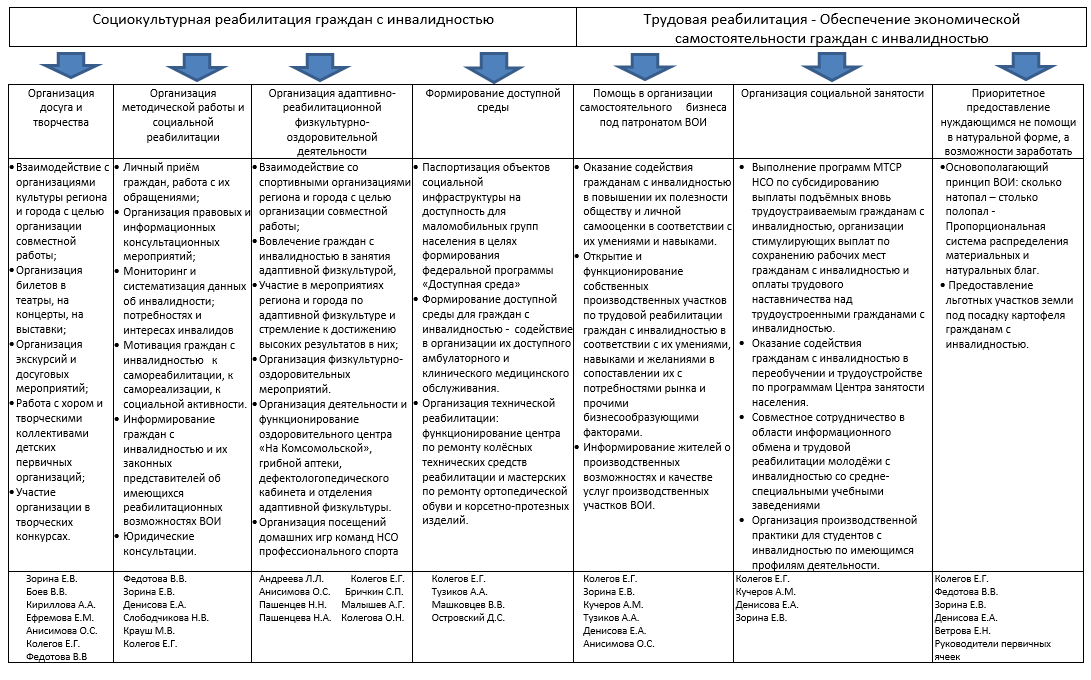 Социокультурная реабилитация граждан с инвалидностью
Трудовая реабилитация - Обеспечение экономической
самостоятельности граждан с инвалидностью
Организация
досуга и
творчества
Организация
методической работы и
социальной
реабилитации
Организация адаптивно-
реабилитационной
физкультурно-
оздоровительной
деятельности
Формирование доступной
среды
Помощь в организации
самостоятельного бизнеса
под патронатом ВОИ
Организация социальной занятости
Приоритетное
предоставление
нуждающимся не помощи
в натуральной форме, а
возможности заработать
• Взаимодействие с
организациями
культуры региона
и города с целью
организации
совместной
работы;
• Организация
билетов в
театры, на
концерты, на
выставки;
• Организация
экскурсий и
досуговых
мероприятий;
• Работа с хором и
творческими
коллективами
детских
первичных
организаций;
• Участие
организации в
творческих
конкурсах.
• Личный приём
граждан, работа с их
обращениями;
• Организация правовых и
информационных
консультационных
мероприятий;
• Мониторинг и
систематизация данных
об инвалидности;
потребностях и
интересах инвалидов
• Мотивация граждан с
инвалидностью к
самореабилитации, к
самореализации, к
социальной активности.
• Информирование
граждан с
инвалидностью и их
законных
представителей об
имеющихся
реабилитационных
возможностях ВОИ
• Юридические
консультации.
• Взаимодействие со
спортивными организациями
региона и города с целью
организации совместной
работы;
• Вовлечение граждан с
инвалидностью в занятия
адаптивной физкультурой,
• Участие в мероприятиях
региона и города по
адаптивной физкультуре и
стремление к достижению
высоких результатов в них;
• Организация физкультурно-
оздоровительных
мероприятий.
• Организация деятельности и
функционирование
оздоровительного центра
«На Комсомольской»,
грибной аптеки,
дефектологопедического
кабинета и отделения
адаптивной физкультуры.
• Организация посещений
домашних игр команд НСО
профессионального спорта
• Паспортизация объектов
социальной
инфраструктуры на
доступность для
маломобильных групп
населения в целях
формирования
федеральной программы
«Доступная среда»
• Формирование доступной
среды для граждан с
инвалидностью - содействие
в организации их доступного
амбулаторного и
клинического медицинского
обслуживания.
• Организация технической
реабилитации:
функционирование центра
по ремонту колёсных
технических средств
реабилитации и мастерских
по ремонту ортопедической
обуви и корсетно-протезных
изделий.
• Оказание содействия
гражданам с инвалидностью
в повышении их полезности
обществу и личной
самооценки в соответствии с
их умениями и навыками.
• Открытие и
функционирование
собственных
производственных участков
по трудовой реабилитации
граждан с инвалидностью в
соответствии с их умениями,
навыками и желаниями в
сопоставлении их с
потребностями рынка и
прочими
бизнесообразующими
факторами.
• Информирование жителей о
производственных
возможностях и качестве
услуг производственных
участков ВОИ.
• Выполнение программ МТСР
НСО по субсидированию
выплаты подъёмных вновь
трудоустраиваемым гражданам с
инвалидностью, организации
стимулирующих выплат по
сохранению рабочих мест
гражданам с инвалидностью и
оплаты трудового
наставничества над
трудоустроенными гражданами с
инвалидностью.
• Оказание содействия
гражданам с инвалидностью в
переобучении и трудоустройстве
по программам Центра занятости
населения.
• Совместное сотрудничество в
области информационного
обмена и трудовой
реабилитации молодёжи с
инвалидностью со средне-
специальными учебными
заведениями
• Организация производственной
практики для студентов с
инвалидностью по имеющимся
профилям деятельности.
• Основополагающий
принцип ВОИ: сколько
натопал – столько
полопал -
Пропорциональная
система распределения
материальных и
натуральных благ.
• Предоставление
льготных участков земли
под посадку картофеля
гражданам с
инвалидностью.
Зорина Е.В.
Боев В.В.
Кириллова А.А.
Ефремова Е.М.
Анисимова О.С.
Колегов Е.Г.
Федотова В.В
Федотова В.В.
Зорина Е.В.
Денисова Е.А.
Слободчикова Н.В.
Крауш М.В.
Колегов Е.Г.
Андреева Л.Л. Колегов Е.Г.
Анисимова О.С. Бричкин С.П.
Пашенцев Н.Н. Малышев А.Г.
Пашенцева Н.А. Колегова О.Н.
Колегов Е.Г.
Тузиков А.А.
Машковцев В.В.
Островский Д.С.
Колегов Е.Г.
Зорина Е.В.
Кучеров А.М.
Тузиков А.А.
Денисова Е.А.
Анисимова О.С.
Колегов Е.Г.
Кучеров А.М.
Денисова Е.А.
Зорина Е.В.
Колегов Е.Г.
Федотова В.В.
Зорина Е.В.
Денисова Е.А.
Ветрова Е.Н.
Руководители первичных
ячеек